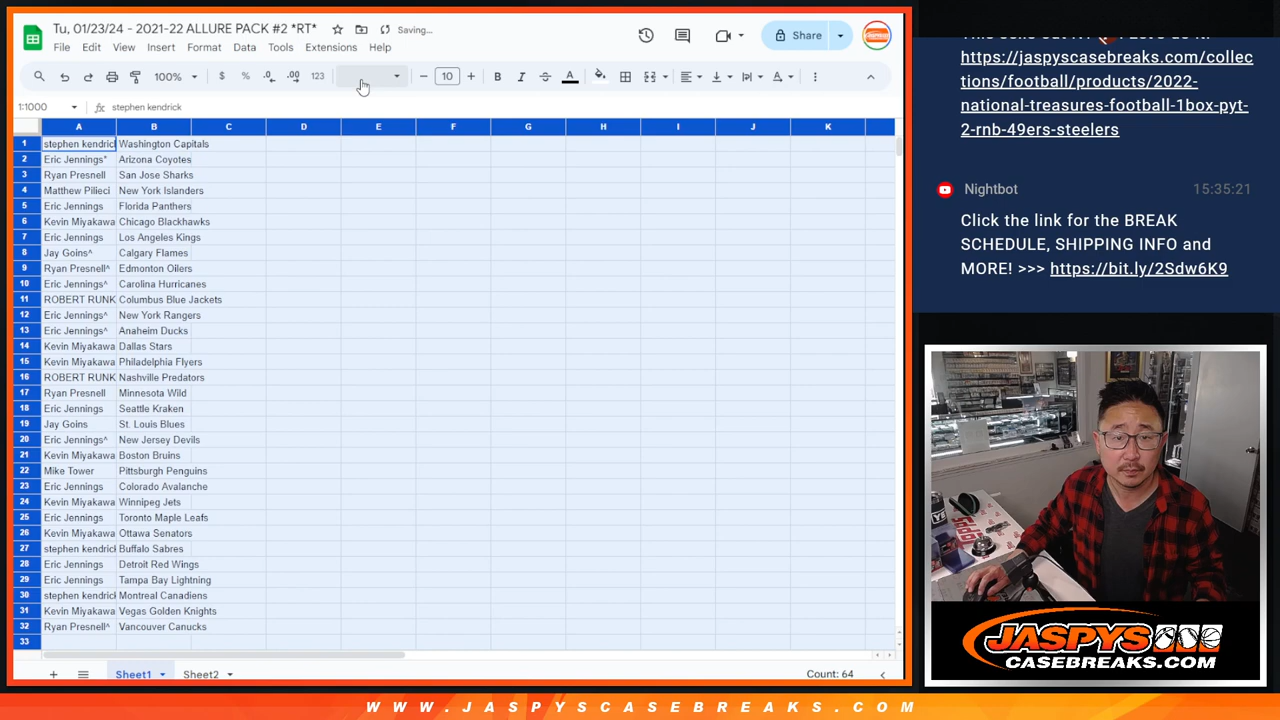 Tu, 01/23/24 - 2021-22 ALLURE PACK #2 *RT*
Saving...
File Edit View Insert Format Data Tools Extensions Help
Share
100% $ % .0 .00 123 10 B I A
1:1000 fx stephen kendrick
A B C D E F G H I J K
1 stephen kendrick Washington Capitals
2 Eric Jennings* Arizona Coyotes
3 Ryan Presnell San Jose Sharks
4 Matthew Pilieci New York Islanders
5 Eric Jennings Florida Panthers
6 Kevin Miyakawa Chicago Blackhawks
7 Eric Jennings Los Angeles Kings
8 Jay Goins^ Calgary Flames
9 Ryan Presnell^ Edmonton Oilers
10 Eric Jennings^ Carolina Hurricanes
11 ROBERT RUNK Columbus Blue Jackets
12 Eric Jennings^ New York Rangers
13 Eric Jennings^ Anaheim Ducks
14 Kevin Miyakawa Dallas Stars
15 Kevin Miyakawa Philadelphia Flyers
16 ROBERT RUNK Nashville Predators
17 Ryan Presnell Minnesota Wild
18 Eric Jennings Seattle Kraken
19 Jay Goins St. Louis Blues
20 Eric Jennings^ New Jersey Devils
21 Kevin Miyakawa Boston Bruins
22 Mike Tower Pittsburgh Penguins
23 Eric Jennings Colorado Avalanche
24 Kevin Miyakawa Winnipeg Jets
25 Eric Jennings Toronto Maple Leafs
26 Kevin Miyakawa Ottawa Senators
27 stephen kendrick Buffalo Sabres
28 Eric Jennings Detroit Red Wings
29 Eric Jennings Tampa Bay Lightning
30 stephen kendrick Montreal Canadiens
31 Kevin Miyakawa Vegas Golden Knights
32 Ryan Presnell^ Vancouver Canucks
33
Sheet1 Sheet2 Count: 64
https://jaspyscasebreaks.com/collec
tions/football/products/2022-
national-treasures-football-1box-pyt-
2-rnb-49ers-steelers
Nightbot 15:35:21
Click the link for the BREAK
SCHEDULE, SHIPPING INFO and
MORE! >>> https://bit.ly/2Sdw6K9
JASPYS
CASEBREAKS.COM
WWW.JASPYSCASEBREAKS.COM